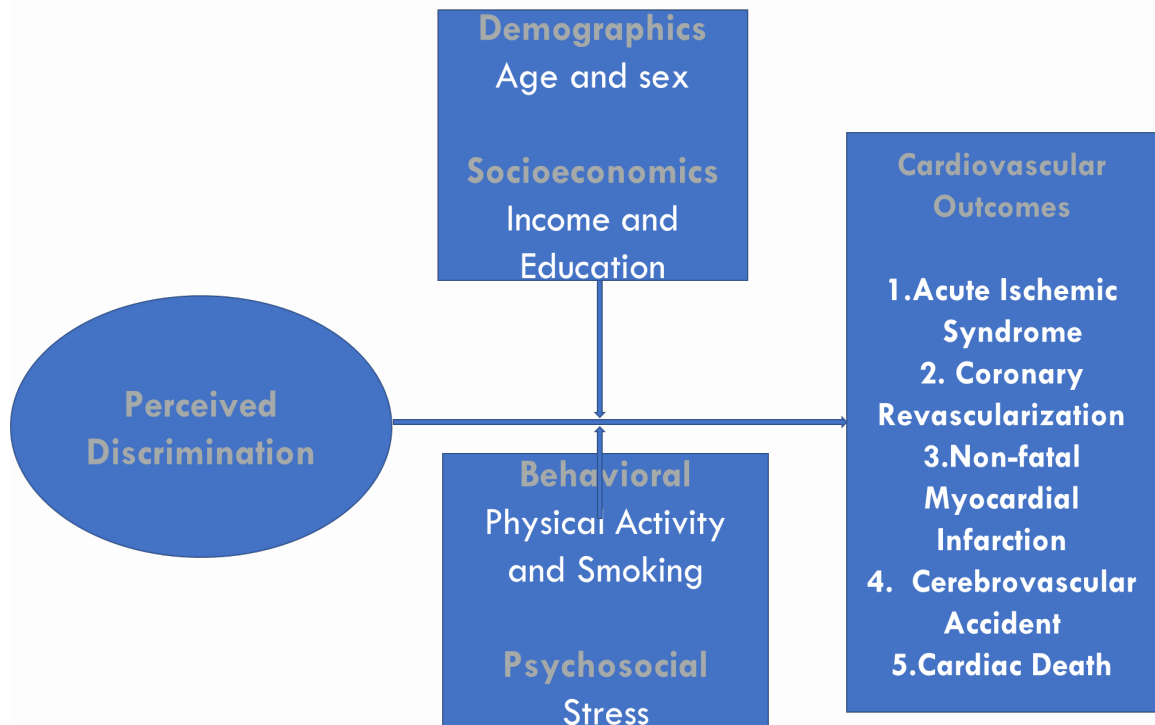 Demographics
Age and sex
Socioeconomics
Income and
Education
Perceived
Discrimination
Behavioral
Physical Activity
and Smoking
Psychosocial
Stress
Cardiovascular
Outcomes
1.Acute Ischemic
Syndrome
2. Coronary
Revascularization
3.Non-fatal
Myocardial
Infarction
4. Cerebrovascular
Accident
5.Cardiac Death